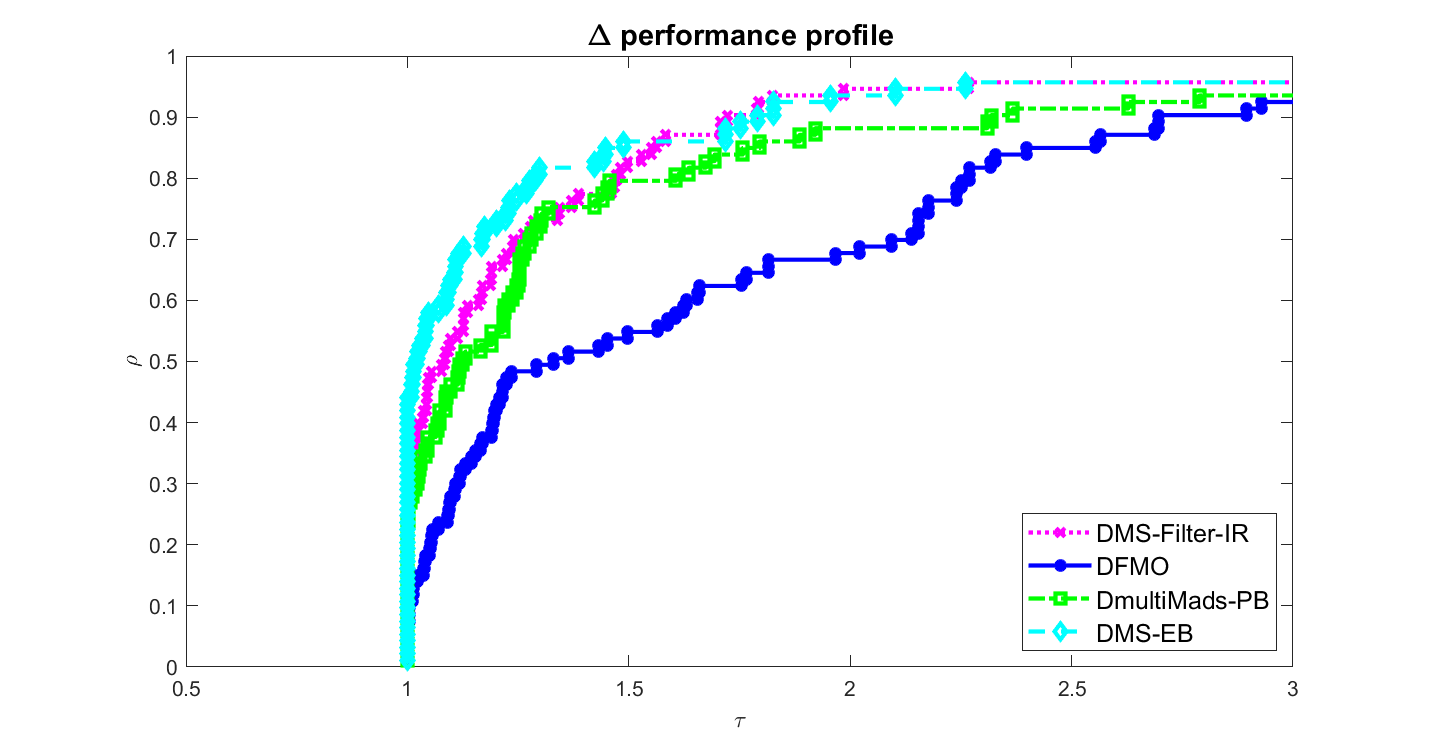 Δ performance profile
1
0.9
0.8
0.7
0.6
0.5
0.4
0.3
0.2
0.1
0
ρ
0.5 1 1.5 2 2.5 3
τ
DMS-Filter-IR
DFMO
DmultiMads-PB
DMS-EB